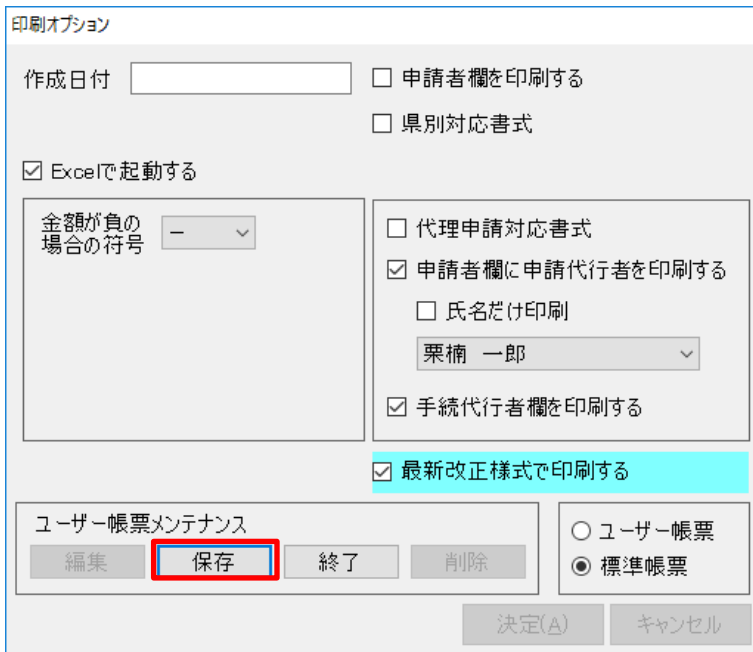 印刷オプション
作成日付
申請者欄を印刷する
県別対応書式
Excelで起動する
金額が負の
場合の符号
－
代理申請対応書式
申請者欄に申請代行者を印刷する
氏名だけ印刷
栗楠 一郎
手続代行者欄を印刷する
最新改正様式で印刷する
ユーザー帳票メンテナンス
編集 保存 終了 削除
ユーザー帳票
標準帳票
決定(A) キャンセル